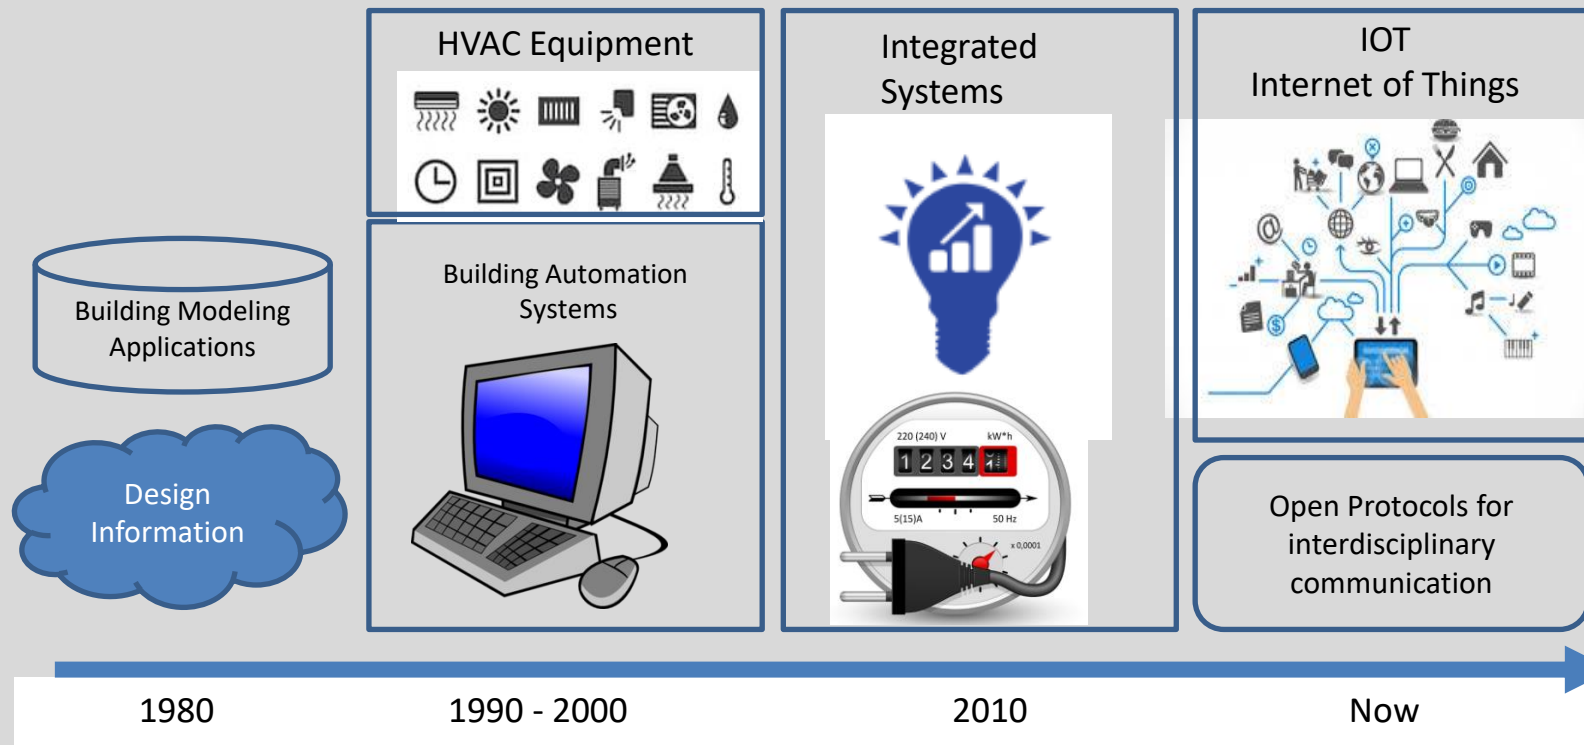 HVAC Equipment
Integrated
Systems
IOT
Internet of Things
Building Modeling
Applications
Building Automation
Systems
Design
Information
220 (240) V
kW*h
1 2 3 4
5(15)A
50 Hz
x 0,0001
Open Protocols for
interdisciplinary
communication
1980
1990 - 2000
2010
Now